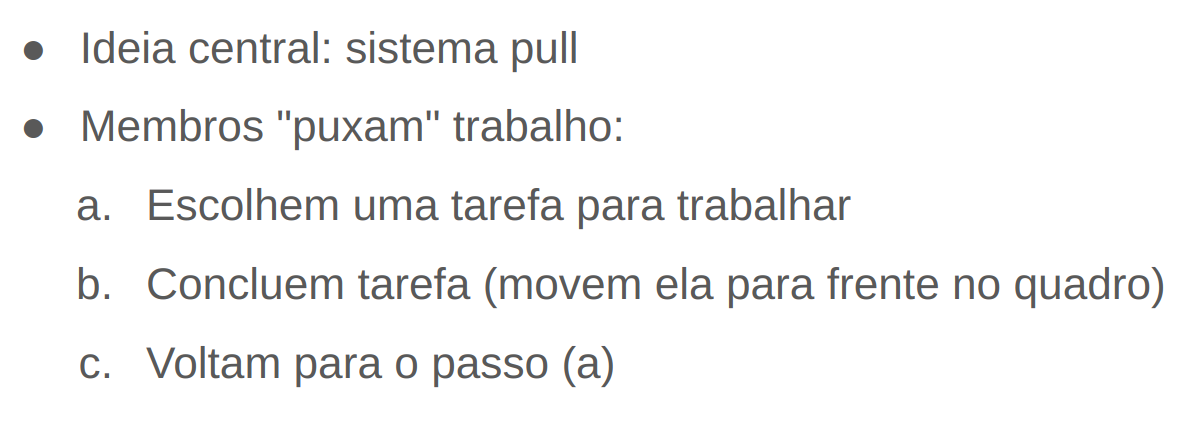 ● Ideia central: sistema pull
● Membros "puxam" trabalho:
a. Escolhem uma tarefa para trabalhar
b. Concluem tarefa (movem ela para frente no quadro)
c. Voltam para o passo (a)